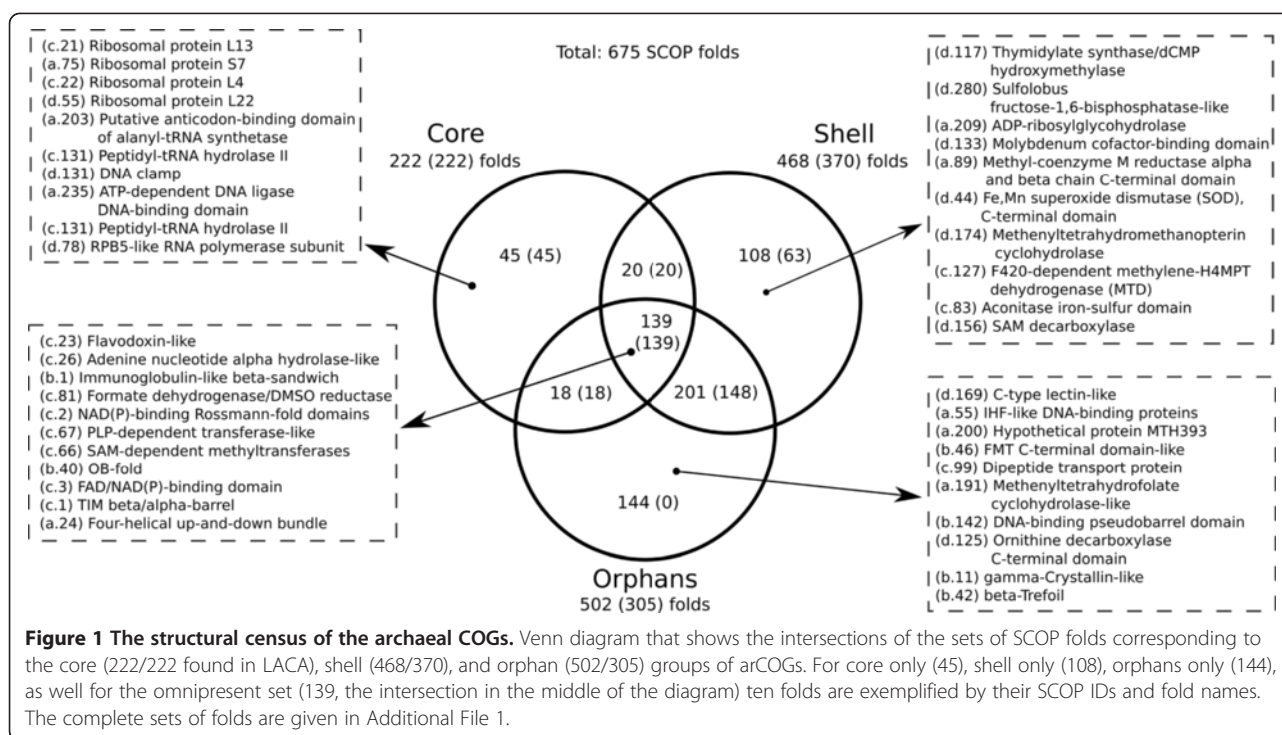 (c.21) Ribosomal protein L13
(a.75) Ribosomal protein S7
(c.22) Ribosomal protein L4
(d.55) Ribosomal protein L22
(a.203) Putative anticodon-binding domain
of alanyl-tRNA synthetase
(c.131) Peptidyl-tRNA hydrolase II
(d.131) DNA clamp
(a.235) ATP-dependent DNA ligase
DNA-binding domain
(c.131) Peptidyl-tRNA hydrolase II
(d.78) RPB5-like RNA polymerase subunit
Total: 675 SCOP folds
(d.117) Thymidylate synthase/dCMP
hydroxymethylase
(d.280) Sulfolobus
fructose-1,6-bisphosphatase-like
(a.209) ADP-ribosylglycohydrolase
(d.133) Molybdenum cofactor-binding domain
(a.89) Methyl-coenzyme M reductase alpha
and beta chain C-terminal domain
(d.44) Fe,Mn superoxide dismutase (SOD),
C-terminal domain
(d.174) Methenyltetrahydromethanopterin
cyclohydrolase
(c.127) F420-dependent methylene-H4MPT
dehydrogenase (MTD)
(c.83) Aconitase iron-sulfur domain
(d.156) SAM decarboxylase
Core
222 (222) folds
Shell
468 (370) folds
45 (45)
20 (20)
108 (63)
139
(139)
18 (18)
201 (148)
144 (0)
Orphans
502 (305) folds
(c.23) Flavodoxin-like
(c.26) Adenine nucleotide alpha hydrolase-like
(b.1) Immunoglobulin-like beta-sandwich
(c.81) Formate dehydrogenase/DMSO reductase
(c.2) NAD(P)-binding Rossmann-fold domains
(c.67) PLP-dependent transferase-like
(c.66) SAM-dependent methyltransferases
(b.40) OB-fold
(c.3) FAD/NAD(P)-binding domain
(c.1) TIM beta/alpha-barrel
(a.24) Four-helical up-and-down bundle
(d.169) C-type lectin-like
(a.55) IHF-like DNA-binding proteins
(a.200) Hypothetical protein MTH393
(b.46) FMT C-terminal domain-like
(c.99) Dipeptide transport protein
(a.191) Methenyltetrahydrofolate
cyclohydrolase-like
(b.142) DNA-binding pseudobarrel domain
(d.125) Ornithine decarboxylase
C-terminal domain
(b.11) gamma-Crystallin-like
(b.42) beta-Trefoil
Figure 1 The structural census of the archaeal COGs. Venn diagram that shows the intersections of the sets of SCOP folds corresponding to
the core (222/222 found in LACA), shell (468/370), and orphan (502/305) groups of arCOGs. For core only (45), shell only (108), orphans only (144),
as well for the omnipresent set (139, the intersection in the middle of the diagram) ten folds are exemplified by their SCOP IDs and fold names.
The complete sets of folds are given in Additional File 1.